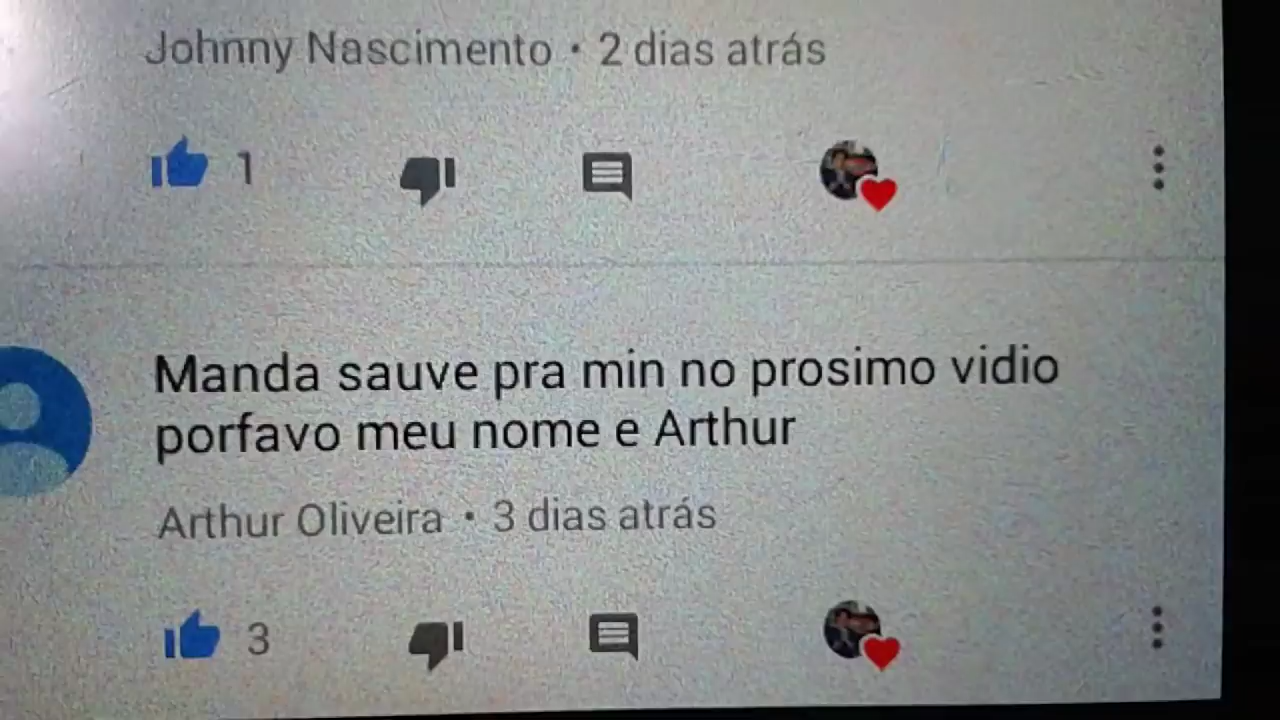 Johnny Nascimento • 2 dias atrás
1
Manda sauve pra min no prosimo vidio
porfavo meu nome e Arthur
Arthur Oliveira • 3 dias atrás
3